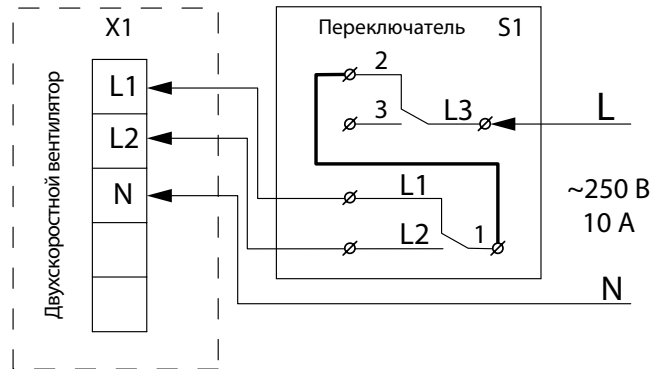 X1
Переключатель S1
Двухскоростной вентилятор
L1
L2
N
2
3
L3
L1
L2
1
L
~250 В
10 А
N